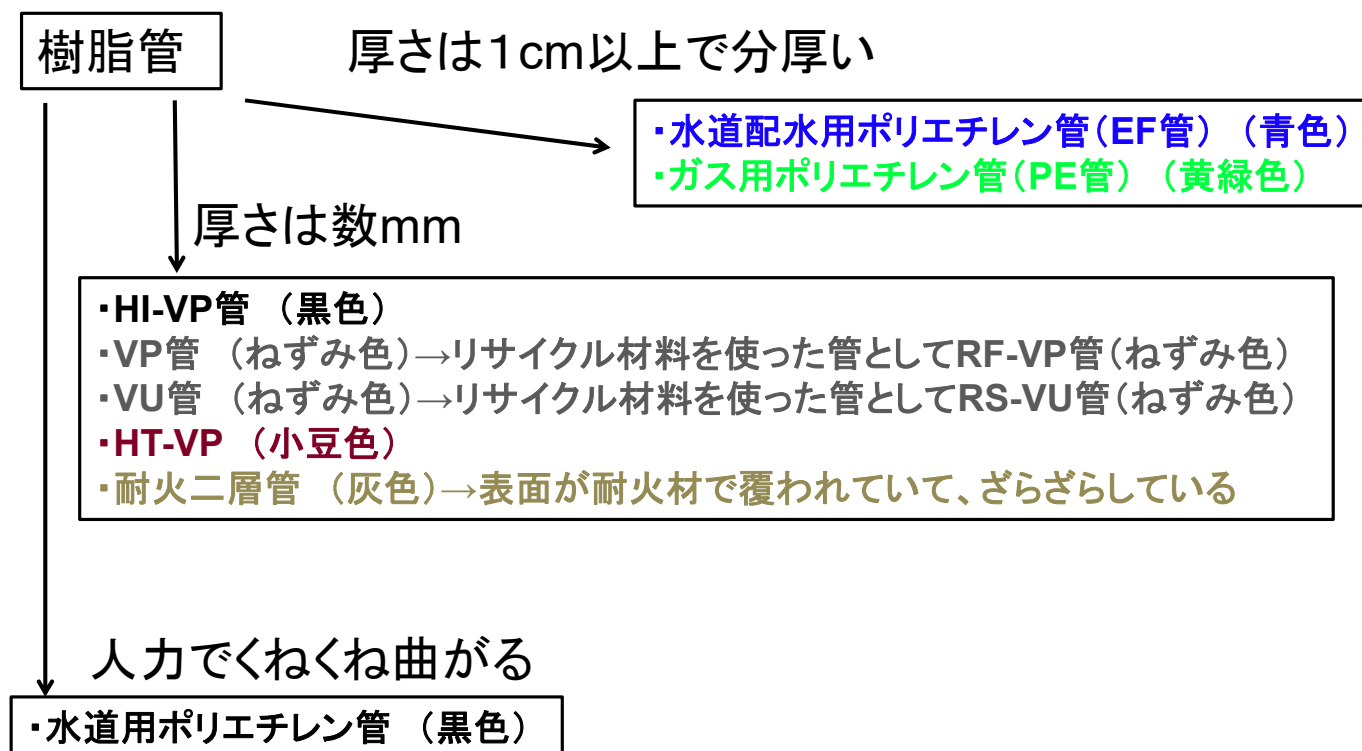 樹脂管
厚さは1cm以上で分厚い
・水道配水用ポリエチレン管(EF管) (青色)
・ガス用ポリエチレン管(PE管) (黄緑色)
厚さは数mm
・HI-VP管 (黒色)
・VP管 (ねずみ色)→リサイクル材料を使った管としてRF-VP管(ねずみ色)
・VU管 (ねずみ色)→リサイクル材料を使った管としてRS-VU管(ねずみ色)
・HT-VP (小豆色)
・耐火二層管 (灰色)→表面が耐火材で覆われていて、ざらざらしている
人力でくねくね曲がる
・水道用ポリエチレン管 (黒色)